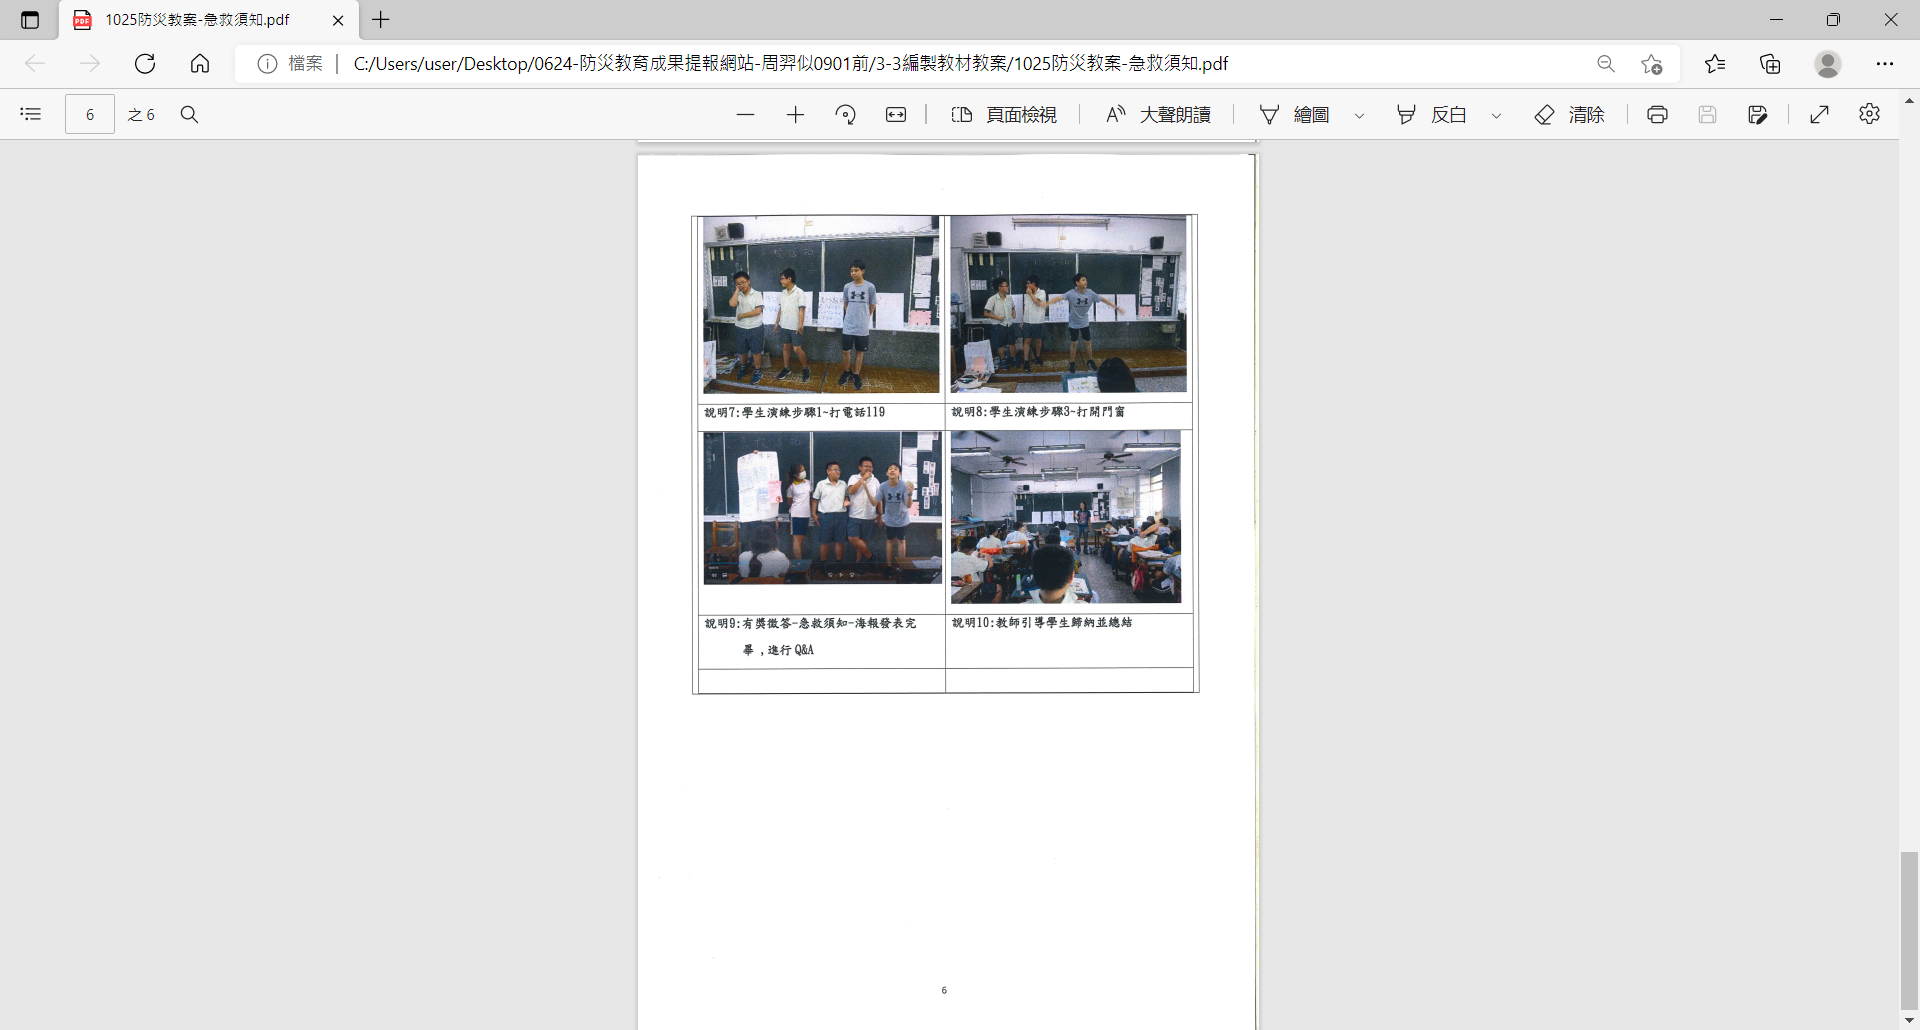 1025防災教案-急救須知.pdf
檔案
C:/Users/user/Desktop/0624-防災教育成果提報網站-周羿似0901前/3-3編製教材教案/1025防災教案-急救須知.pdf
6
之 6
頁面檢視
大聲朗讀
繪圖
反白
清除
說明7:學生演練步驟1~打電話119
說明8:學生演練步驟3~打開門窗
說明9:有獎徵答-急救須知-海報發表完
畢,進行Q&A
說明10:教師引導學生歸納並總結
6